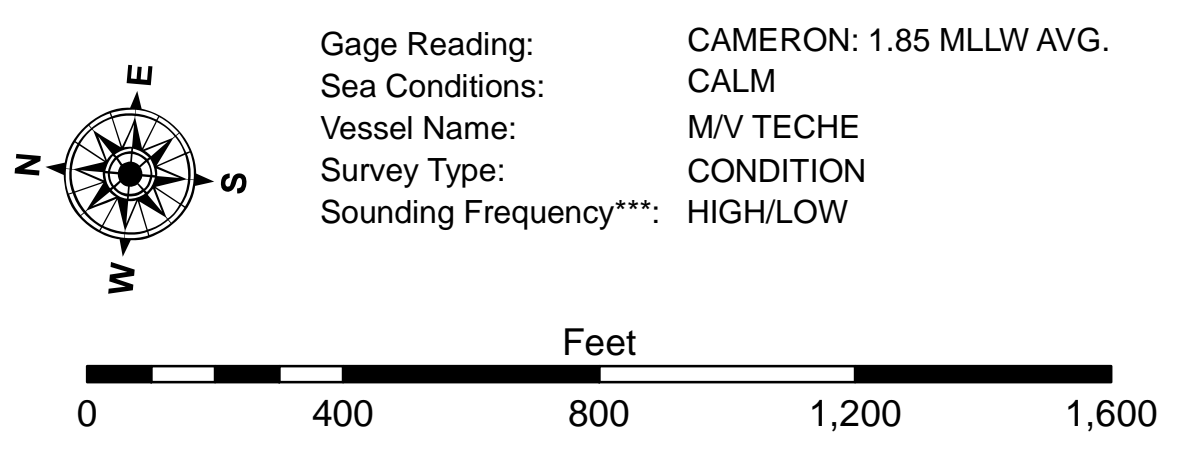 E
N
S
W
Gage Reading: CAMERON: 1.85 MLLW AVG.
Sea Conditions: CALM
Vessel Name: M/V TECHE
Survey Type: CONDITION
Sounding Frequency***: HIGH/LOW
Feet
0 400 800 1,200 1,600